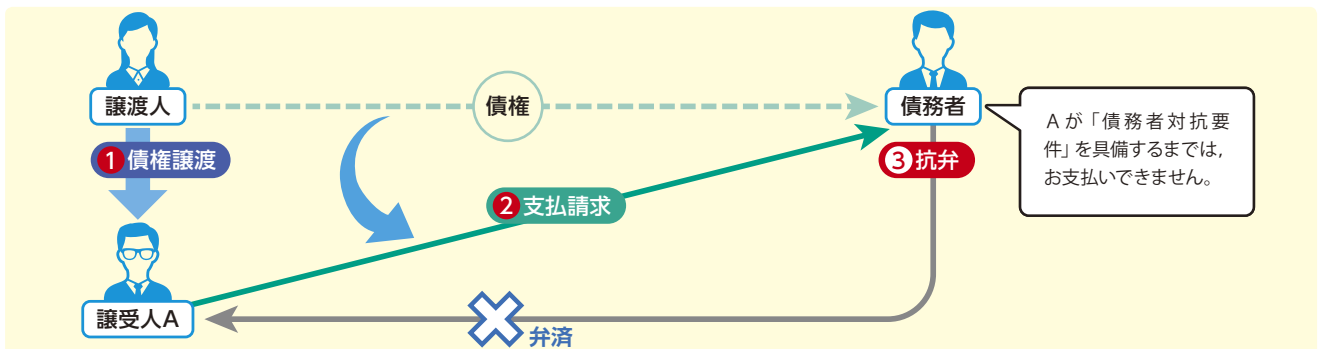 譲渡人
債権
債務者
Aが「債務者対抗要
件」を具備するまでは,
お支払いできません。
1 債権譲渡
3 抗弁
2 支払請求
譲受人A
弁済